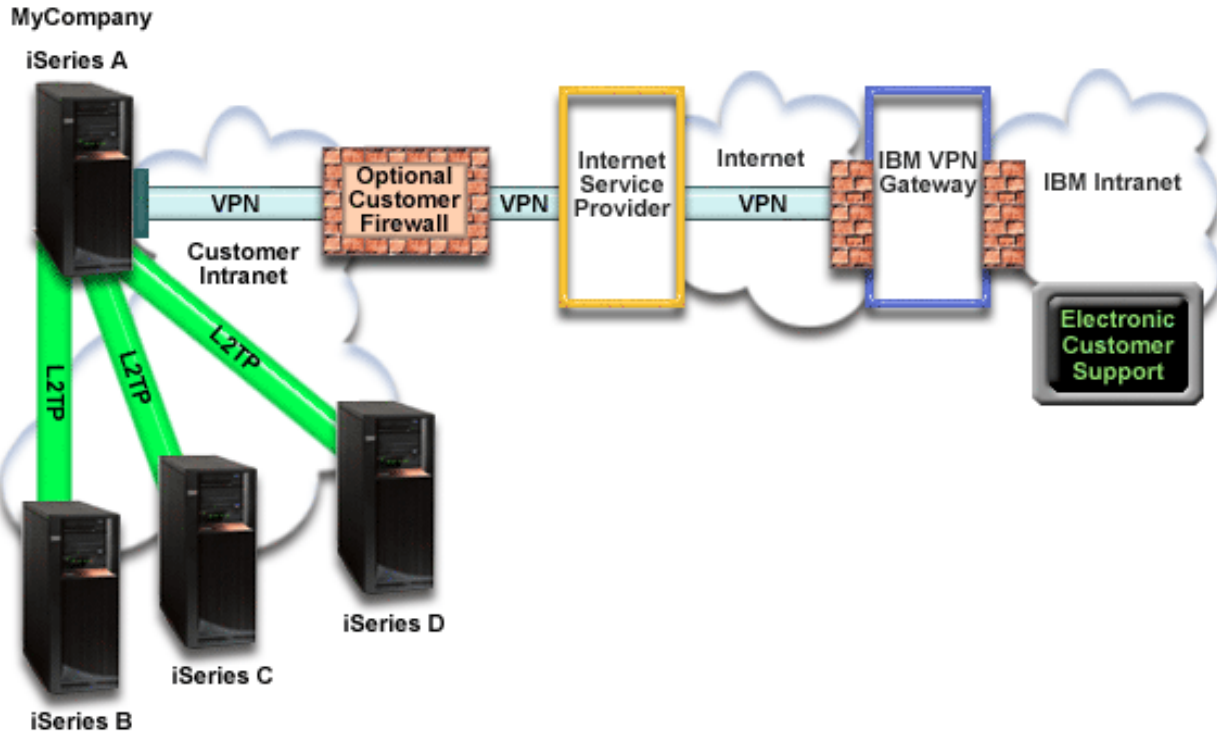 MyCompany
iSeries A
VPN
Optional
Customer
Firewall
VPN
Internet
Service
Provider
Internet
VPN
IBM VPN
Gateway
IBM Intranet
Customer
Intranet
Electronic
Customer
Support
L2TP
L2TP
L2TP
iSeries D
iSeries C
iSeries B